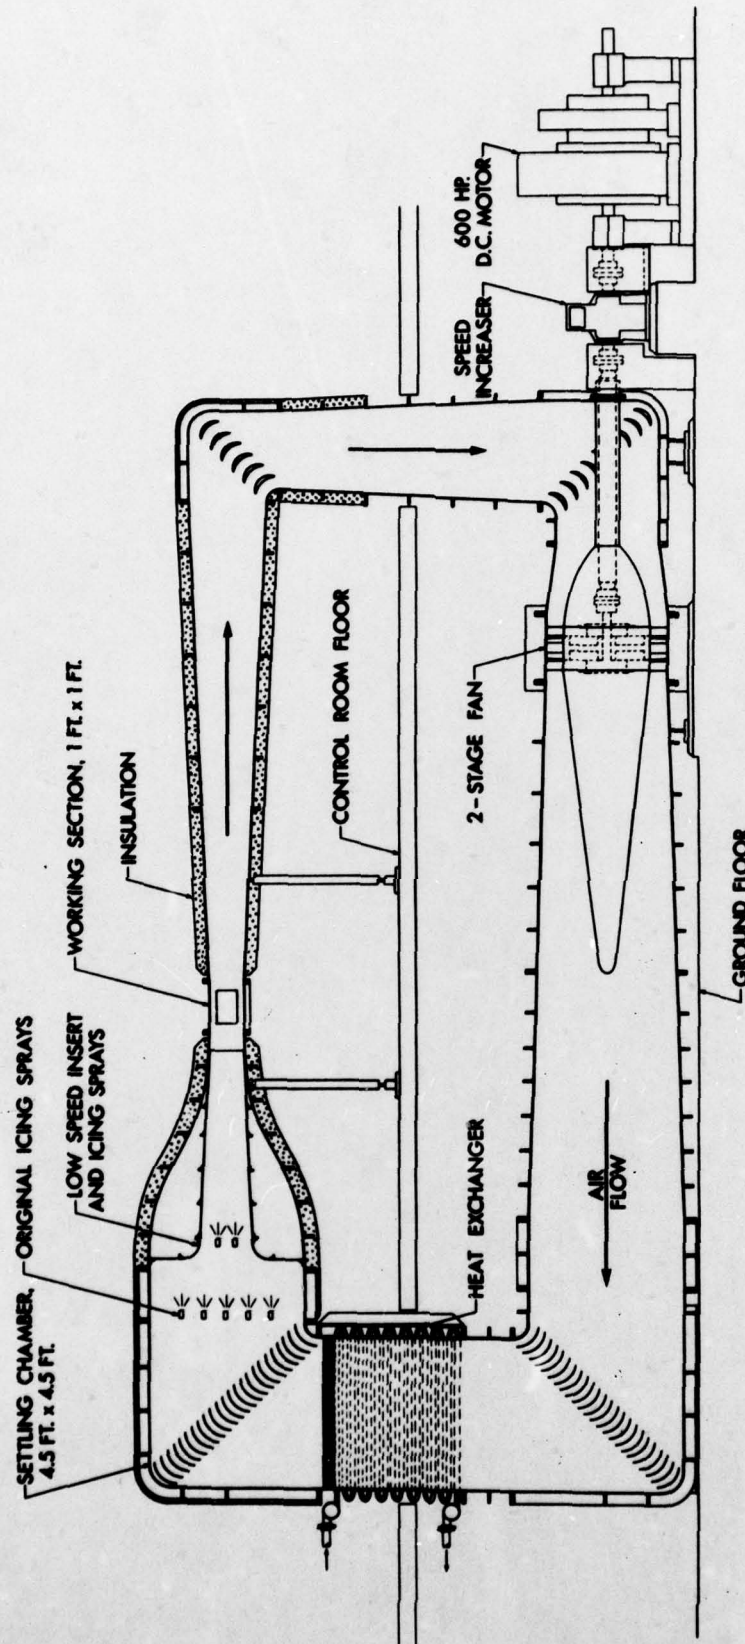 SETTLING CHAMBER,
4.5 FT. x 4.5 FT.
ORIGINAL ICING SPRAYS
LOW SPEED INSERT
AND ICING SPRAYS
WORKING SECTION, 1 FT. x 1 FT.
INSULATION
CONTROL ROOM FLOOR
HEAT EXCHANGER
2-STAGE FAN
SPEED
INCREASER
600 HP.
D.C. MOTOR
AIR
FLOW
GROUND FLOOR